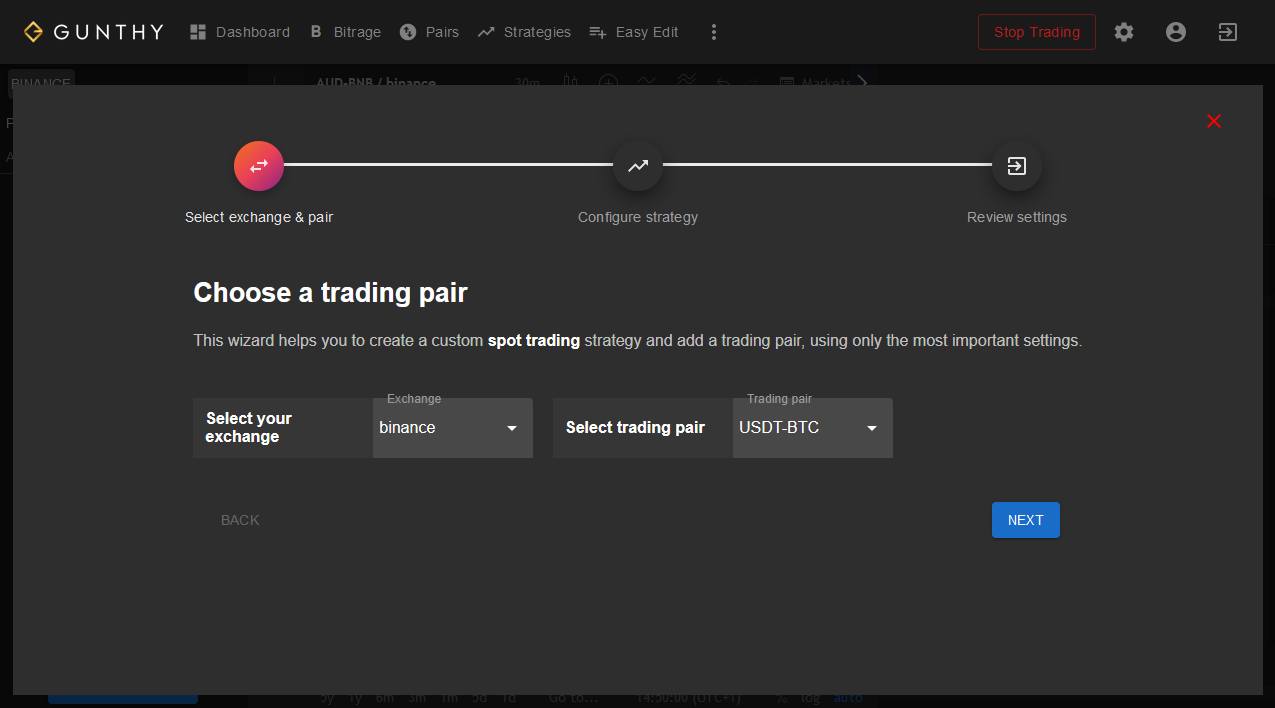 GUNTHY Dashboard B Bitrage Pairs Strategies Easy Edit Stop Trading
BINANCE AUD-BNB / binance 30m Markets
Select exchange & pair Configure strategy Review settings
Choose a trading pair
This wizard helps you to create a custom spot trading strategy and add a trading pair, using only the most important settings.
Exchange Trading pair
Select your
exchange
binance
Select trading pair USDT-BTC
BACK NEXT
5y 1y 6m 3m 1m 5d 1d Go to... 14:50:00 (UTC+1) % log auto